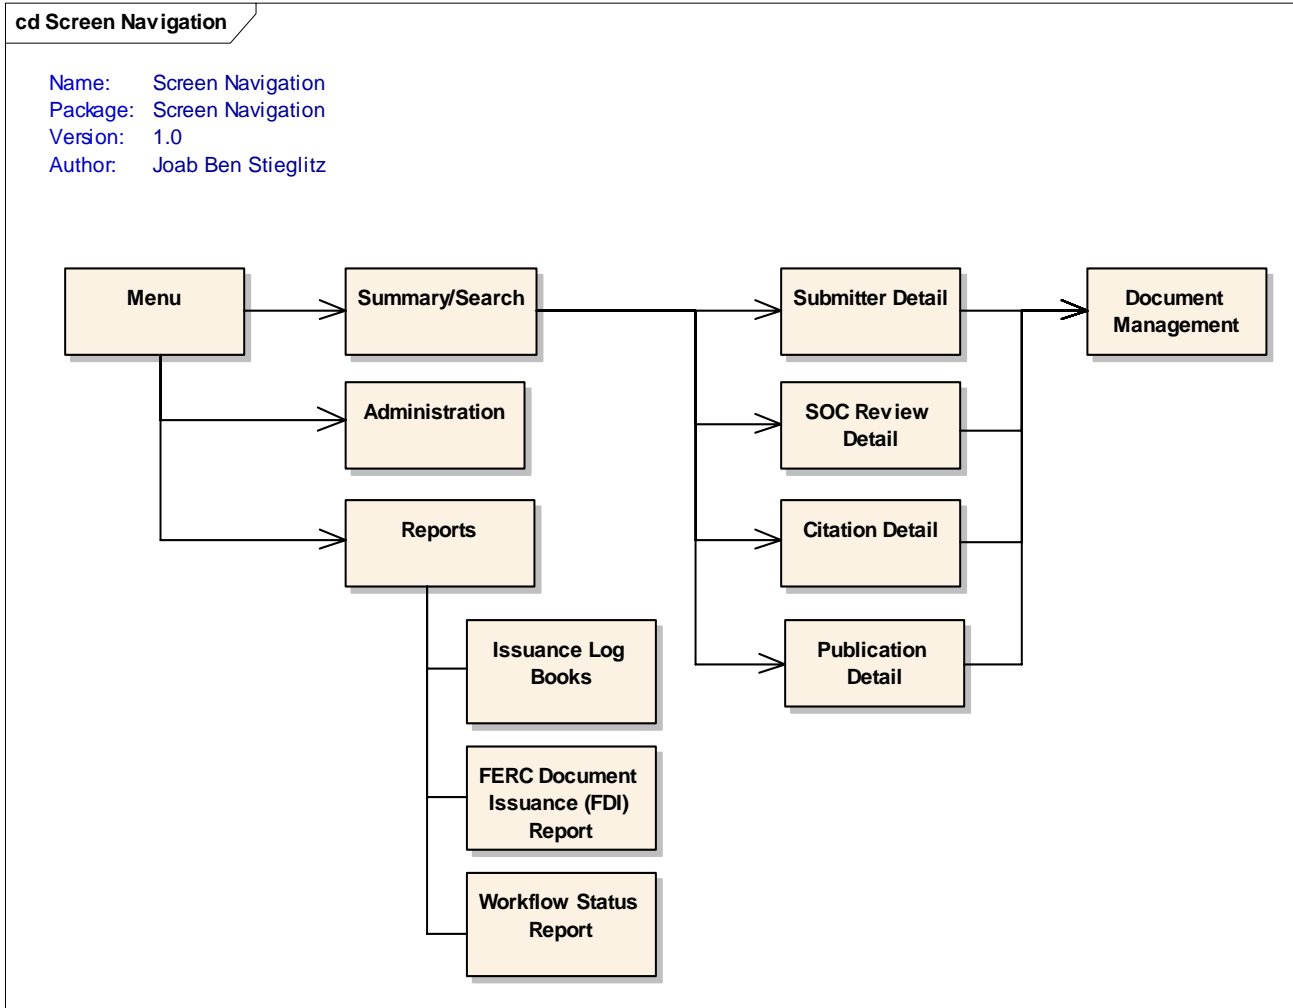 cd Screen Navigation
Name: Screen Navigation
Package: Screen Navigation
Version: 1.0
Author: Joab Ben Stieglitz
Menu
Summary/Search
Submitter Detail
Document
Management
Administration
SOC Review
Detail
Reports
Citation Detail
Issuance Log
Books
Publication
Detail
FERC Document
Issuance (FDI)
Report
Workflow Status
Report